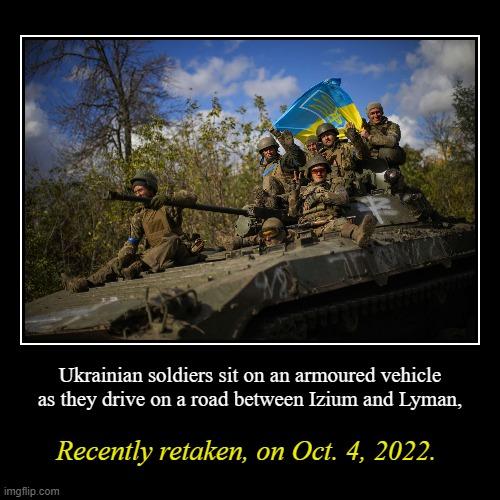 Ukrainian soldiers sit on an armoured vehicle
as they drive on a road between Izium and Lyman,
Recently retaken, on Oct. 4, 2022.
imgflip.com